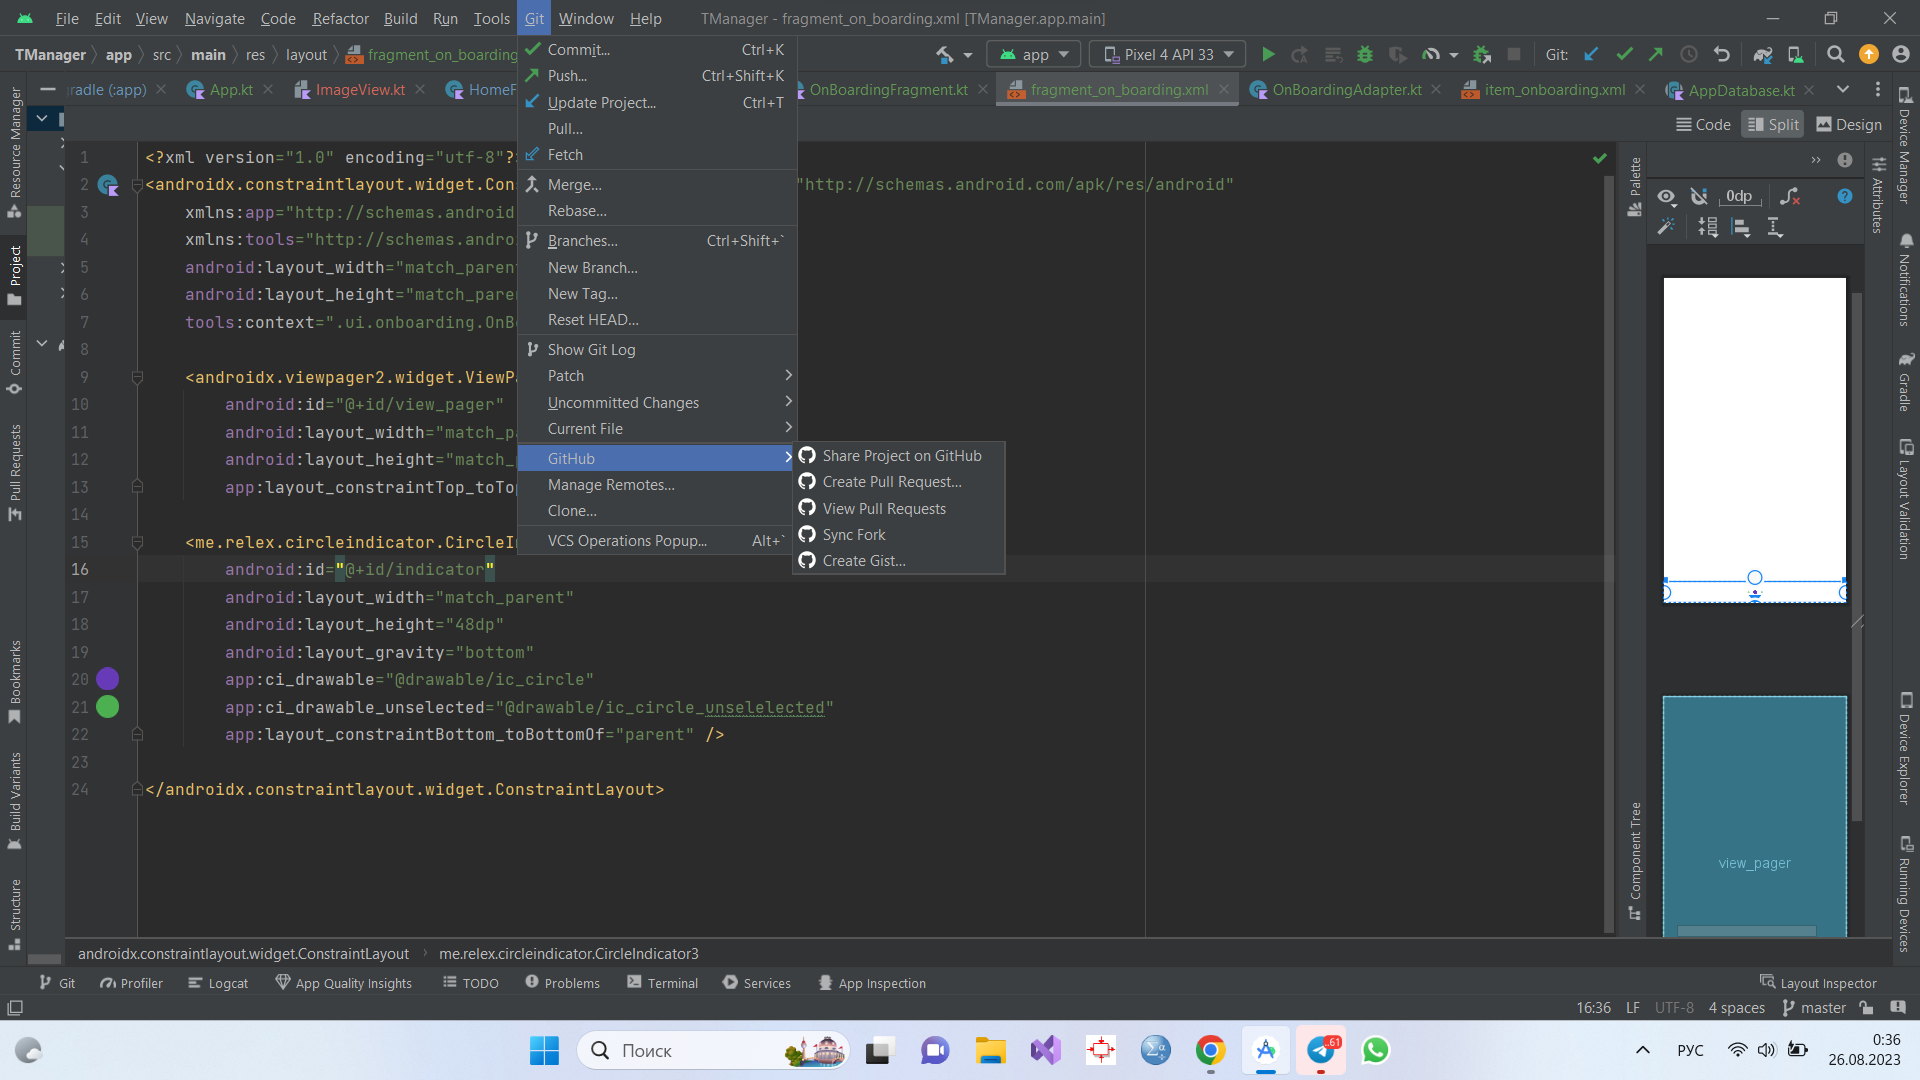 File Edit View Navigate Code Refactor Build Run Tools Git Window Help TManager - fragment_on_boarding.xml [TManager.app.main]
TManager app src main res layout fragment_on_boarding app Pixel 4 API 33 Git:
radle (:app) App.kt ImageView.kt HomeF OnBoardingFragment.kt fragment_on_boarding.xml OnBoardingAdapter.kt item_onboarding.xml AppDatabase.kt
Code Split Design
Commit... Ctrl+K
Push... Ctrl+Shift+K
Update Project... Ctrl+T
Pull...
Fetch
Merge...
Rebase...
Branches... Ctrl+Shift+`
New Branch...
New Tag...
Reset HEAD...
Show Git Log
Patch
Uncommitted Changes
Current File
GitHub
Manage Remotes...
Clone...
VCS Operations Popup... Alt+`
Share Project on GitHub
Create Pull Request...
View Pull Requests
Sync Fork
Create Gist...
1 <?xml version="1.0" encoding="utf-8"?
2 <androidx.constraintlayout.widget.Con "http://schemas.android.com/apk/res/android"
3 xmlns:app="http://schemas.android
4 xmlns:tools="http://schemas.andro
5 android:layout_width="match_paren
6 android:layout_height="match_pare
7 tools:context=".ui.onboarding.OnB
8
9 <androidx.viewpager2.widget.ViewP
10 android:id="@+id/view_pager"
11 android:layout_width="match_p
12 android:layout_height="match_
13 app:layout_constraintTop_toTo
14
15 <me.relex.circleindicator.CircleI
16 android:id="@+id/indicator"
17 android:layout_width="match_parent"
18 android:layout_height="48dp"
19 android:layout_gravity="bottom"
20 app:ci_drawable="@drawable/ic_circle"
21 app:ci_drawable_unselected="@drawable/ic_circle_unselelected"
22 app:layout_constraintBottom_toBottomOf="parent" />
23
24 </androidx.constraintlayout.widget.ConstraintLayout>
Resource Manager
Project
Commit
Pull Requests
Bookmarks
Build Variants
Structure
Palette
0dp
Attributes
Component Tree
view_pager
Device Manager
Notifications
Gradle
Layout Validation
Device Explorer
Running Devices
androidx.constraintlayout.widget.ConstraintLayout me.relex.circleindicator.CircleIndicator3
Git Profiler Logcat App Quality Insights TODO Problems Terminal Services App Inspection Layout Inspector
16:36 LF UTF-8 4 spaces master
Поиск
61
РУС
0:36
26.08.2023